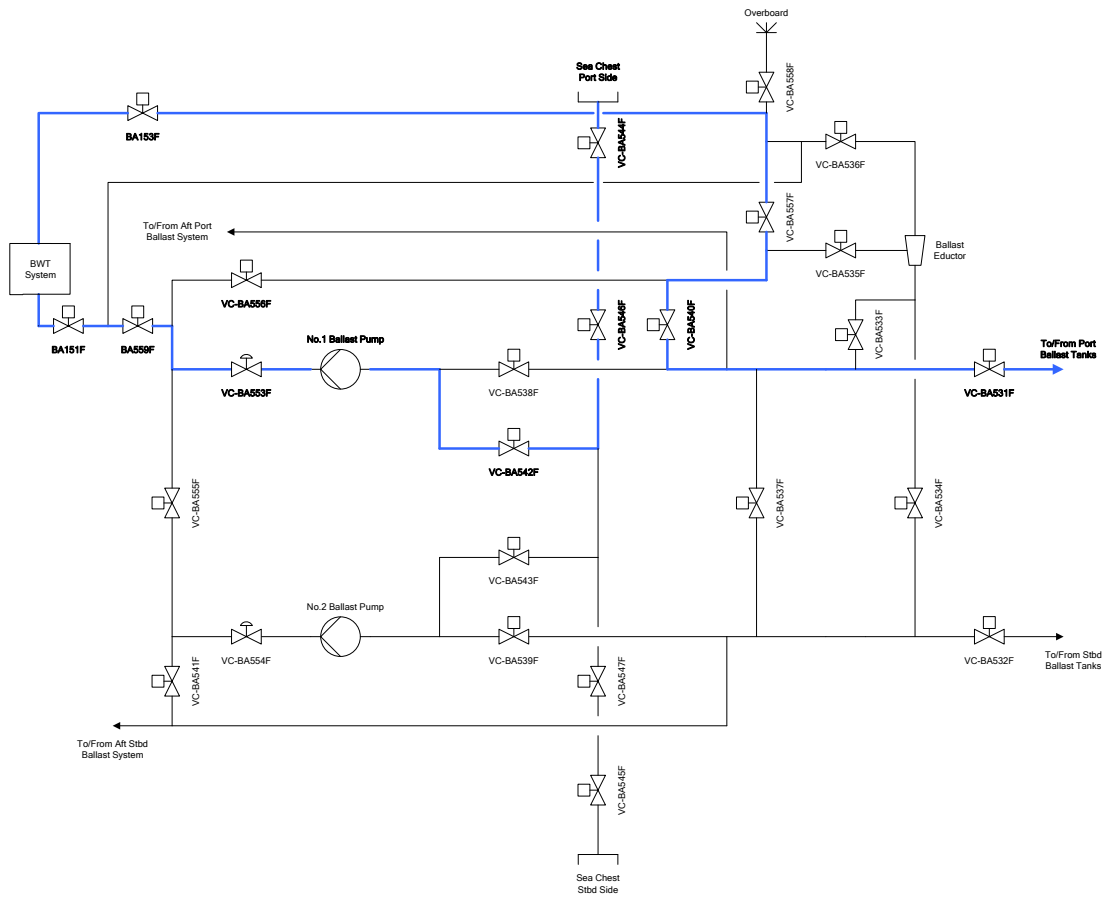 Overboard
Sea Chest
Port Side
VC-BA558F
BA153F
VC-BA544F
VC-BA536F
VC-BA557F
To/From Aft Port
Ballast System
BWT
System
VC-BA535F
Ballast
Eductor
VC-BA556F
VC-BA546F
VC-BA540F
VC-BA533F
BA151F
BA559F
No.1 Ballast Pump
To/From Port
Ballast Tanks
VC-BA553F
VC-BA538F
VC-BA531F
VC-BA542F
VC-BA555F
VC-BA537F
VC-BA534F
VC-BA543F
No.2 Ballast Pump
VC-BA554F
VC-BA539F
VC-BA532F
To/From Stbd
Ballast Tanks
VC-BA541F
VC-BA547F
To/From Aft Stbd
Ballast System
VC-BA545F
Sea Chest
Stbd Side